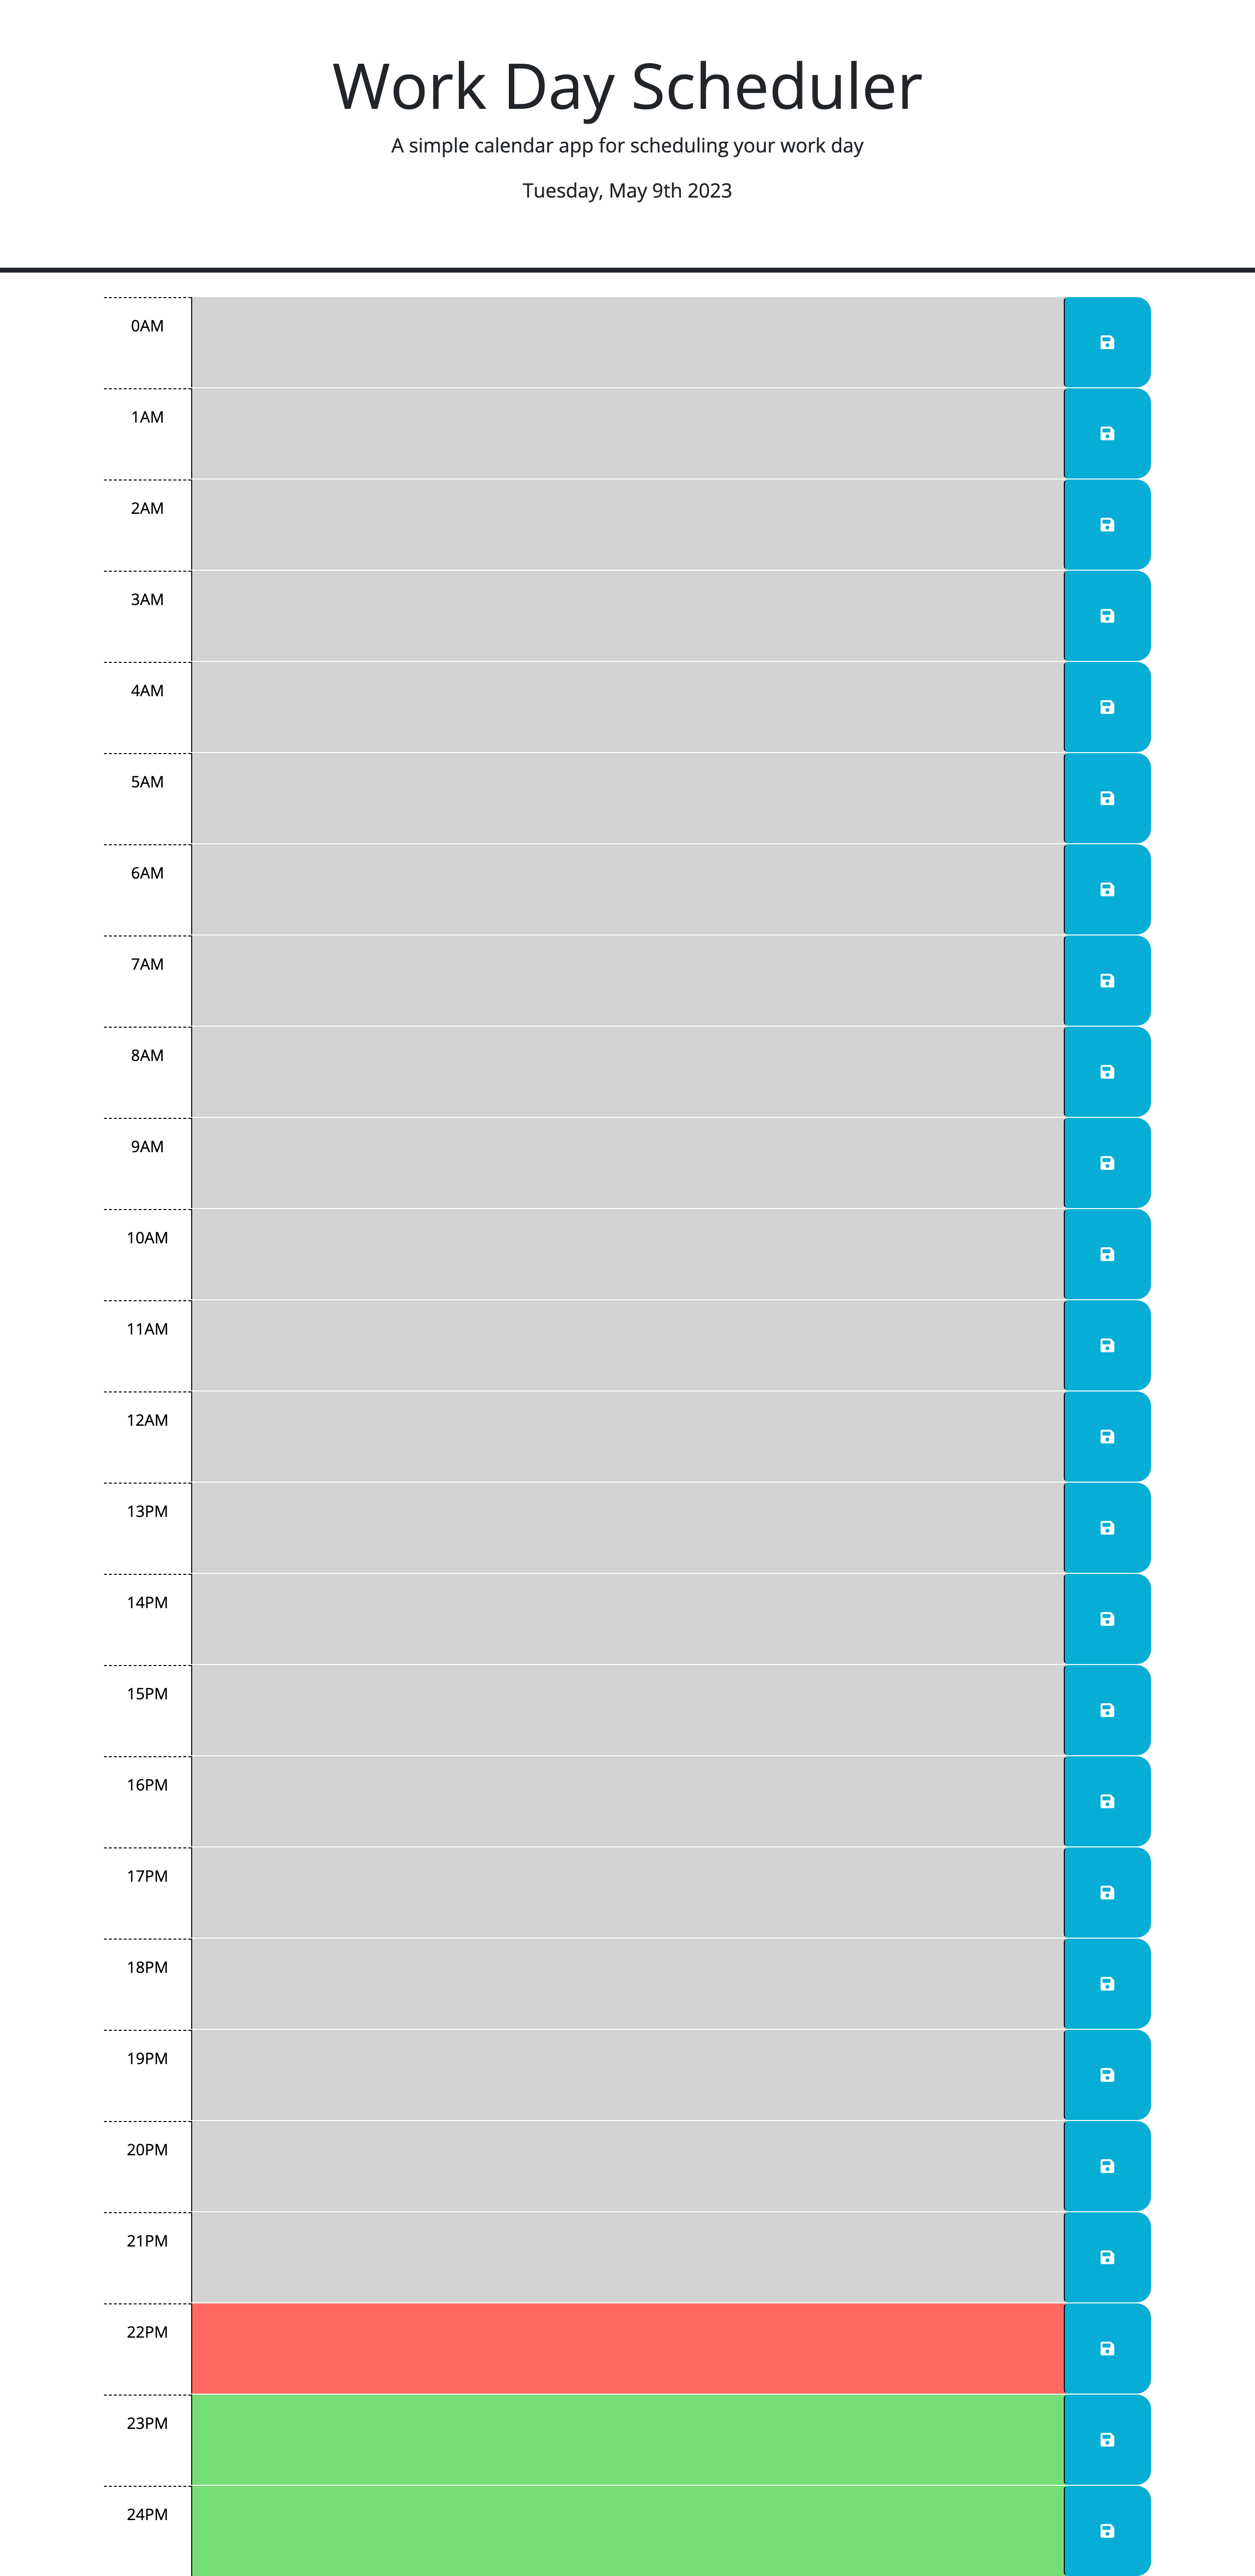 Work Day Scheduler
A simple calendar app for scheduling your work day
Tuesday, May 9th 2023
0AM
1AM
2AM
3AM
4AM
5AM
6AM
7AM
8AM
9AM
10AM
11AM
12AM
13PM
14PM
15PM
16PM
17PM
18PM
19PM
20PM
21PM
22PM
23PM
24PM